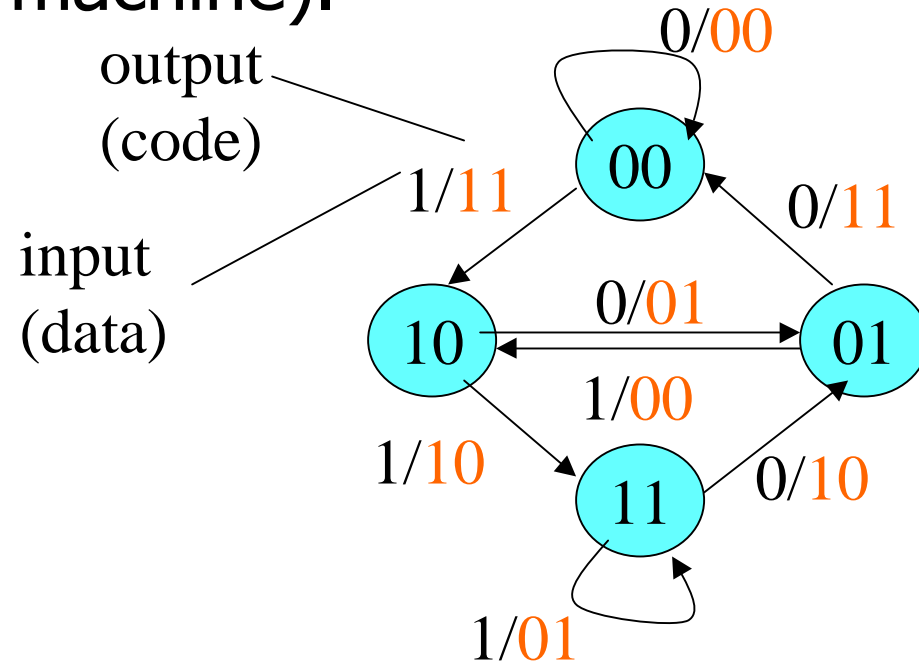 machine).
0/00
output
(code)
00
1/11
0/11
input
(data)
0/01
10
01
1/00
1/10
0/10
11
1/01